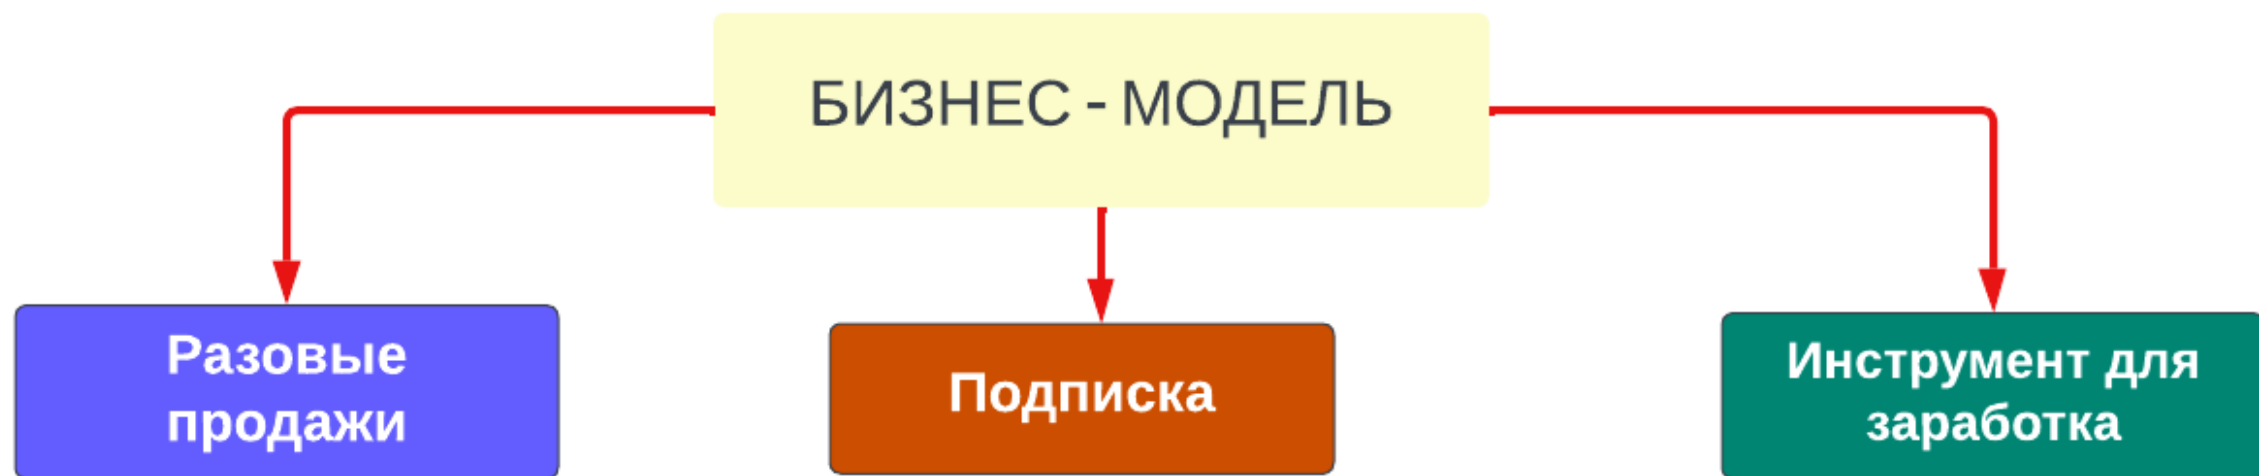 БИЗНЕС - МОДЕЛЬ
Разовые
продажи
Подписка
Инструмент для
заработка